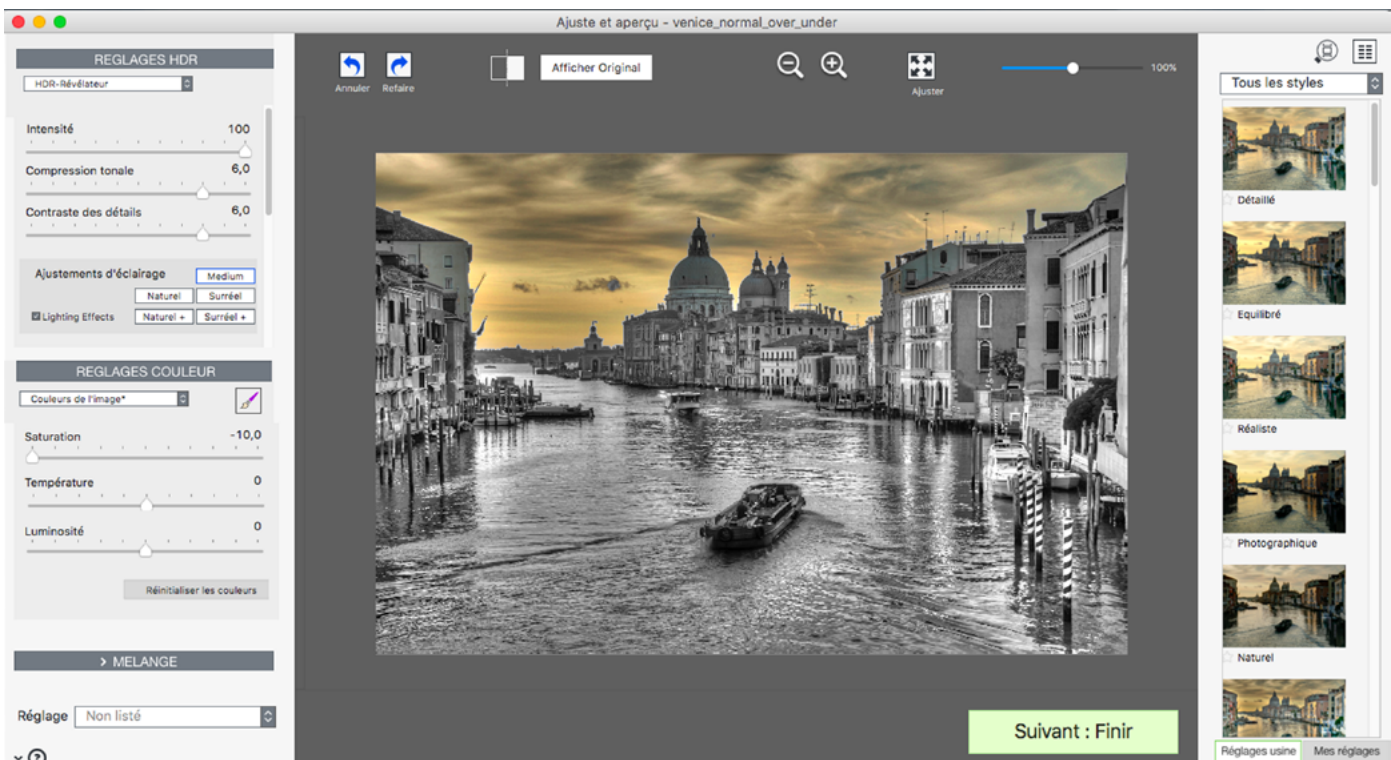 Ajuste et aperçu - venice_normal_over_under
REGLAGES HDR
HDR-Révélateur
Intensité 100
Compression tonale 6,0
Contraste des détails 6,0
Ajustements d'éclairage Medium
Naturel Surréel
Lighting Effects Naturel + Surréel +
REGLAGES COULEUR
Couleurs de l'image*
Saturation -10,0
Température 0
Luminosité 0
Réinitialiser les couleurs
> MELANGE
Réglage Non listé
?
Annuler Refaire
Afficher Original
Ajuster
100%
Suivant : Finir
Tous les styles
Détaillé
Equilibré
Réaliste
Photographique
Naturel
Réglages usine Mes réglages